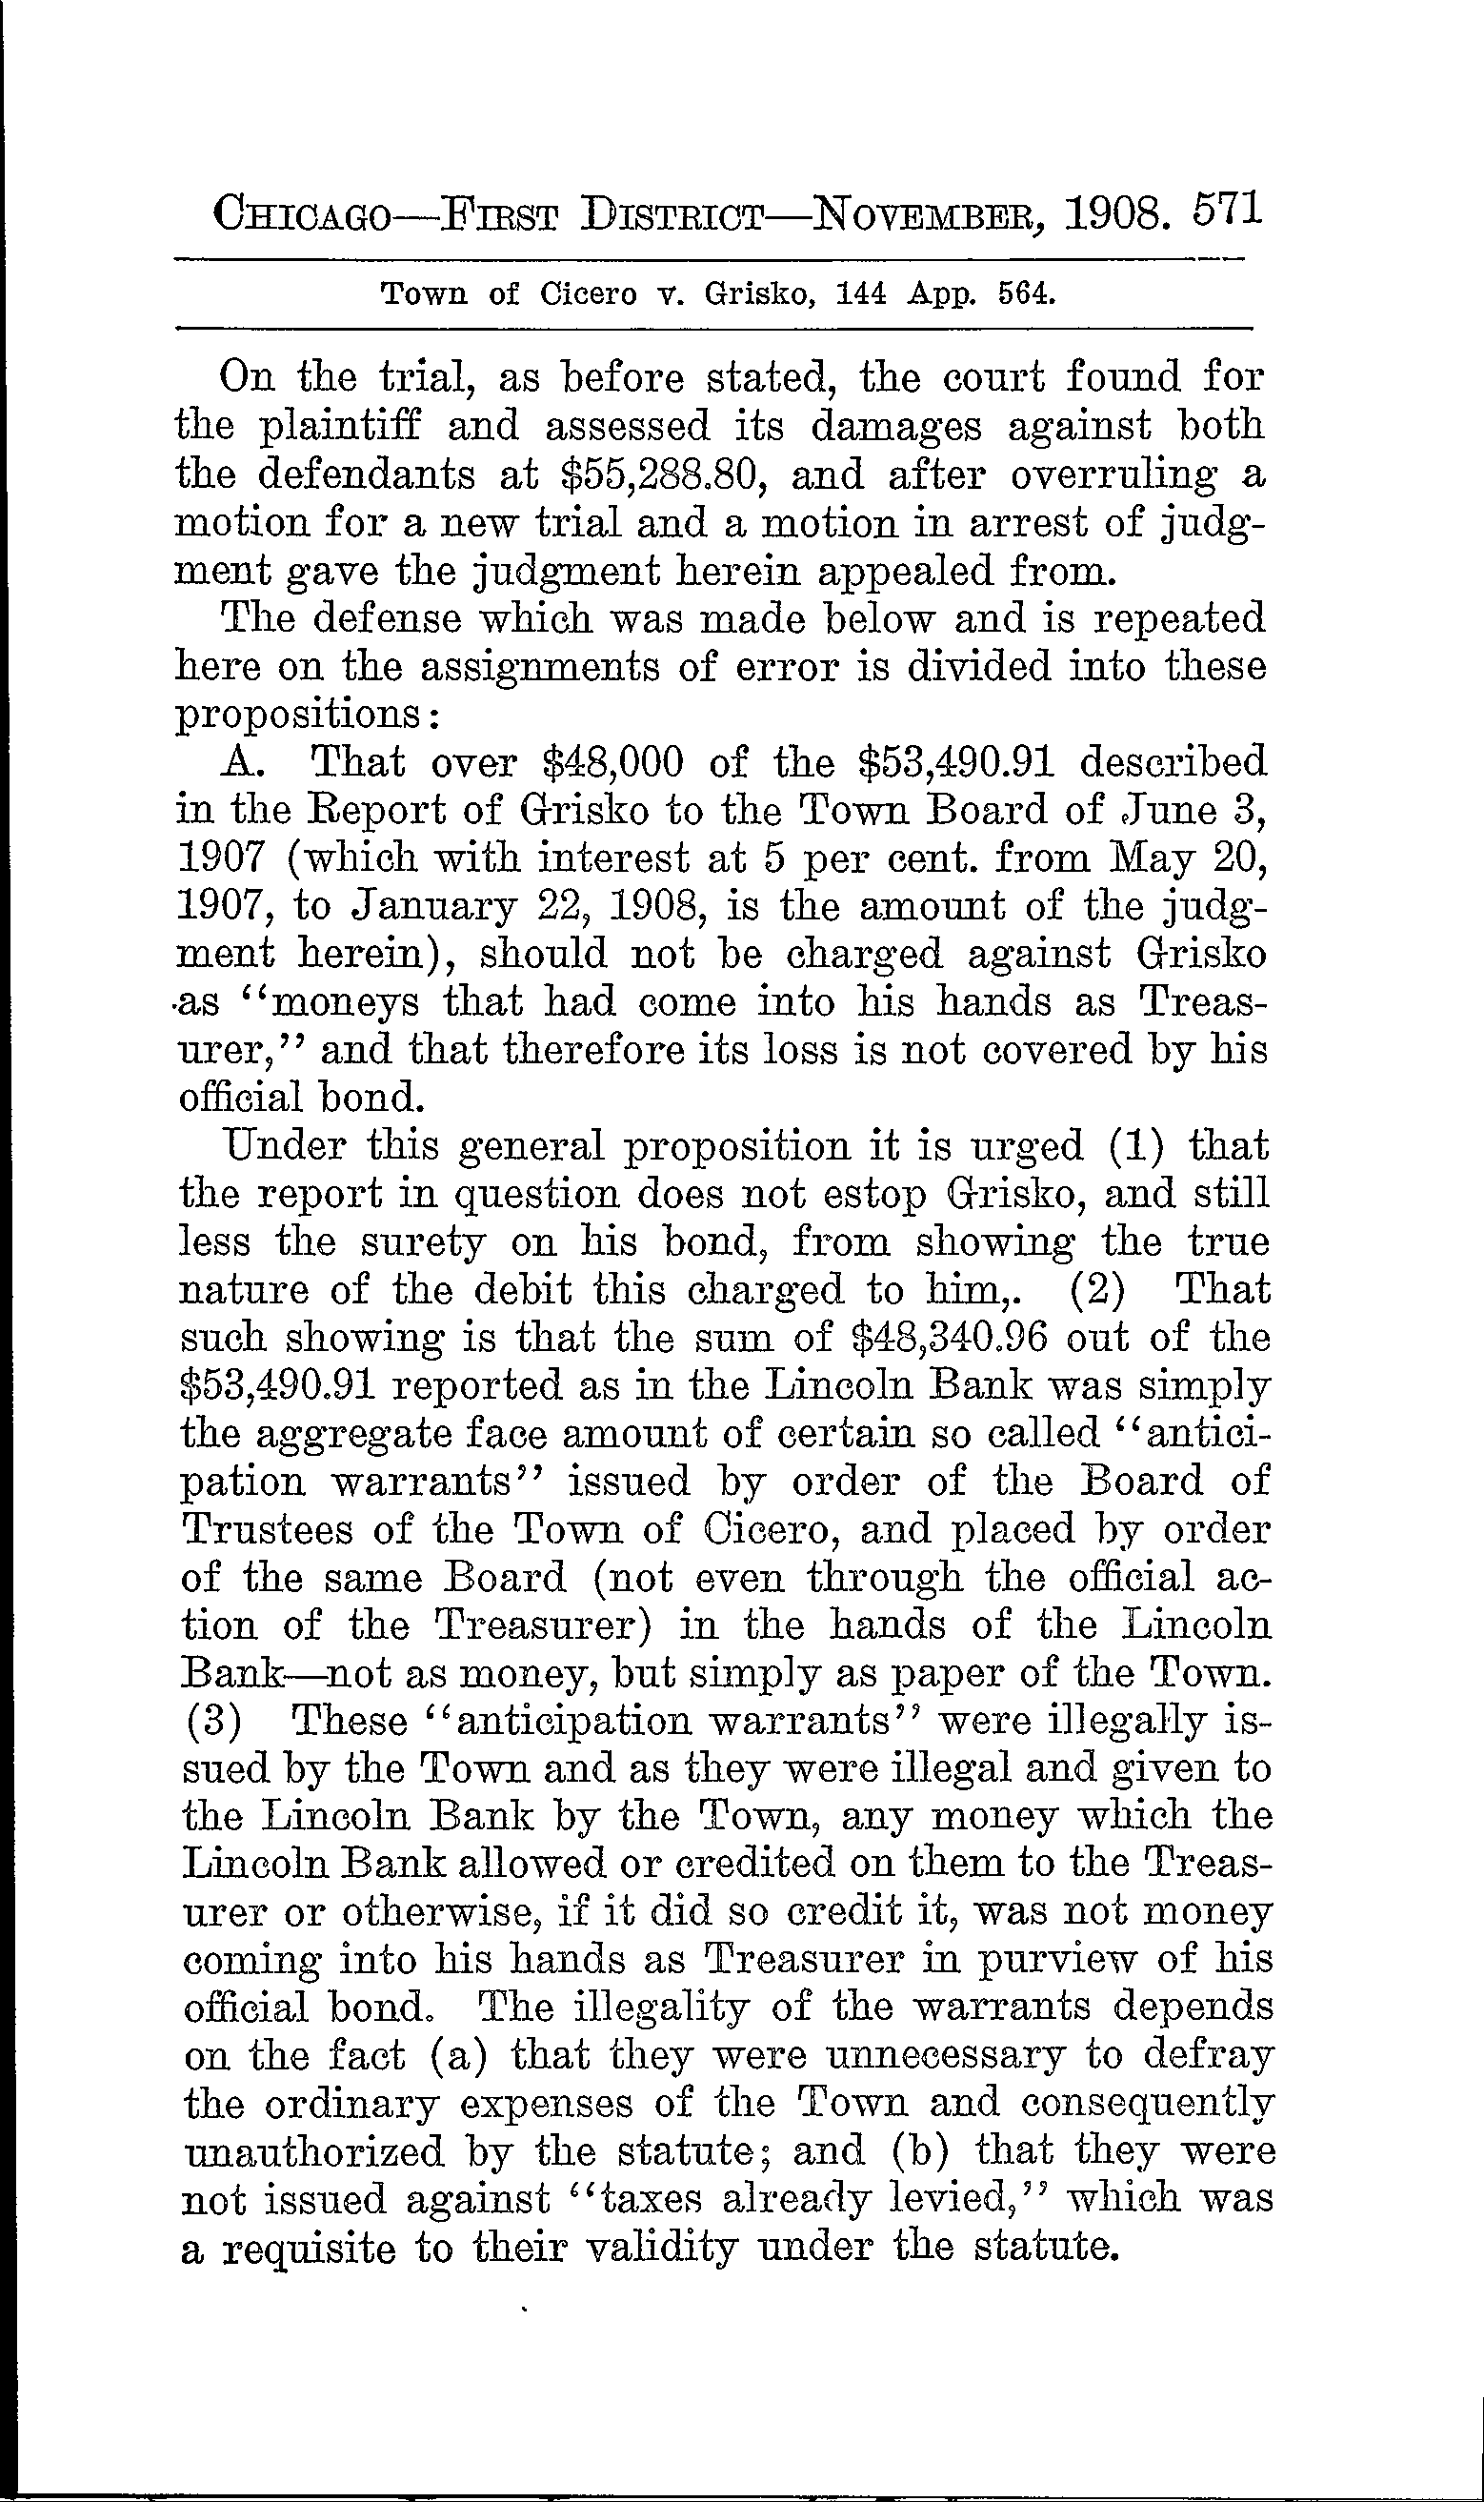 CHICAGO—FIRST DISTRICT—NOVEMBER, 1908. 571
Town of Cicero v. Grisko, 144 App. 564.
On the trial, as before stated, the court found for
the plaintiff and assessed its damages against both
the defendants at $55,288.80, and after overruling a
motion for a new trial and a motion in arrest of judg-
ment gave the judgment herein appealed from.
The defense which was made below and is repeated
here on the assignments of error is divided into these
propositions:
A. That over $48,000 of the $53,490.91 described
in the Report of Grisko to the Town Board of June 3,
1907 (which with interest at 5 per cent. from May 20,
1907, to January 22, 1908, is the amount of the judg-
ment herein), should not be charged against Grisko
as "moneys that had come into his hands as Treas-
urer," and that therefore its loss is not covered by his
official bond.
Under this general proposition it is urged (1) that
the report in question does not estop Grisko, and still
less the surety on his bond, from showing the true
nature of the debit this charged to him,. (2) That
such showing is that the sum of $48,340.96 out of the
$53,490.91 reported as in the Lincoln Bank was simply
the aggregate face amount of certain so called "antici-
pation warrants" issued by order of the Board of
Trustees of the Town of Cicero, and placed by order
of the same Board (not even through the official ac-
tion of the Treasurer) in the hands of the Lincoln
Bank—not as money, but simply as paper of the Town.
(3) These "anticipation warrants" were illegally is-
sued by the Town and as they were illegal and given to
the Lincoln Bank by the Town, any money which the
Lincoln Bank allowed or credited on them to the Treas-
urer or otherwise, if it did so credit it, was not money
coming into his hands as Treasurer in purview of his
official bond. The illegality of the warrants depends
on the fact (a) that they were unnecessary to defray
the ordinary expenses of the Town and consequently
unauthorized by the statute; and (b) that they were
not issued against "taxes already levied," which was
a requisite to their validity under the statute.